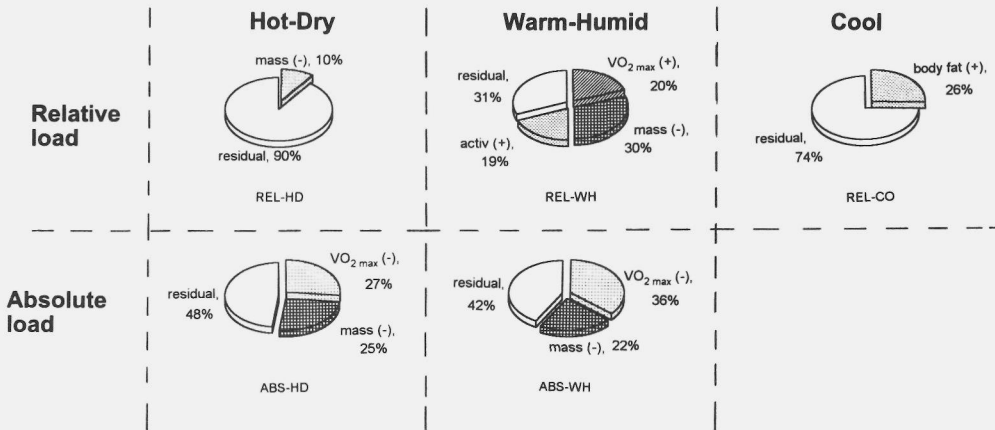 Hot-Dry
Warm-Humid
Cool
Relative
load
mass (-), 10%
residual, 90%
REL-HD
residual,
31%
VO2 max (+),
20%
activ (+),
19%
mass (-),
30%
REL-WH
body fat (+),
26%
residual,
74%
REL-CO
Absolute
load
residual,
48%
VO2 max (-),
27%
mass (-),
25%
ABS-HD
residual,
42%
VO2 max (-),
36%
mass (-), 22%
ABS-WH